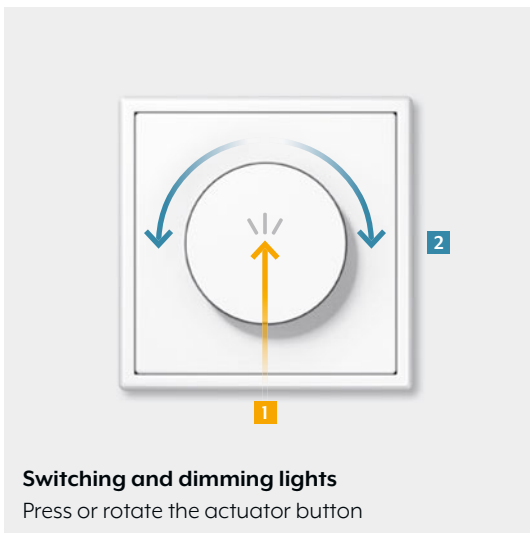 2
1
Switching and dimming lights
Press or rotate the actuator button